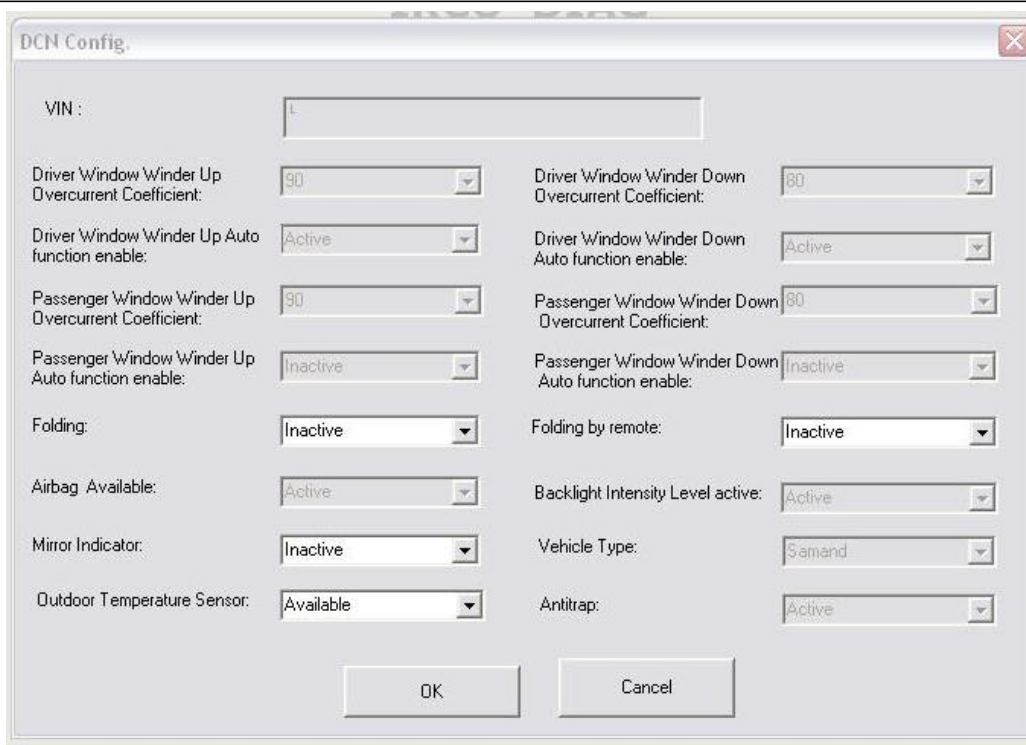 DCN Config.
VIN :
L
Driver Window Winder Up
Overcurrent Coefficient:
90
Driver Window Winder Down
Overcurrent Coefficient:
80
Driver Window Winder Up Auto
function enable:
Active
Driver Window Winder Down
Auto function enable:
Active
Passenger Window Winder Up
Overcurrent Coefficient:
90
Passenger Window Winder Down
Overcurrent Coefficient:
80
Passenger Window Winder Up
Auto function enable:
Inactive
Passenger Window Winder Down
Auto function enable:
Inactive
Folding:
Inactive
Folding by remote:
Inactive
Airbag Available:
Active
Backlight Intensity Level active:
Active
Mirror Indicator:
Inactive
Vehicle Type:
Samand
Outdoor Temperature Sensor:
Available
Antitrap:
Active
OK
Cancel